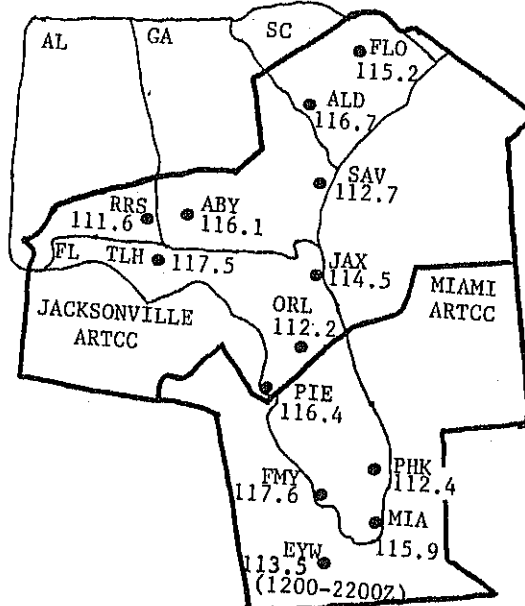 AL
GA
SC
FLO
115.2
ALD
116.7
SAV
112.7
RRS
111.6
ABY
116.1
FL
TLH
117.5
JAX
114.5
JACKSONVILLE
ARTCC
ORL
112.2
MIAMI
ARTCC
PIE
116.4
PHK
112.4
FMY
117.6
MIA
115.9
EYW
113.5
(1200-2200Z)